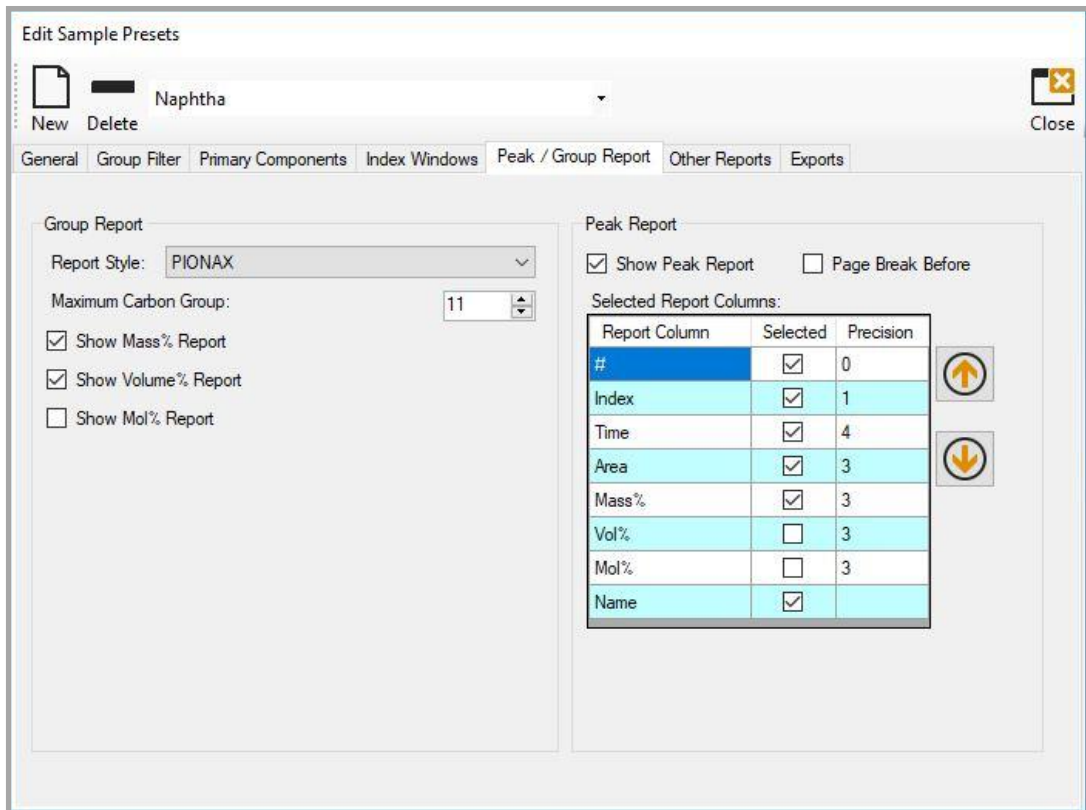 Edit Sample Presets
New Delete Naphtha Close
General Group Filter Primary Components Index Windows Peak / Group Report Other Reports Exports
Group Report
Report Style: PIONAX
Maximum Carbon Group: 11
Show Mass% Report
Show Volume% Report
Show Mol% Report
Peak Report
Show Peak Report Page Break Before
Selected Report Columns:
Report Column Selected Precision
# 0
Index 1
Time 4
Area 3
Mass% 3
Vol% 3
Mol% 3
Name